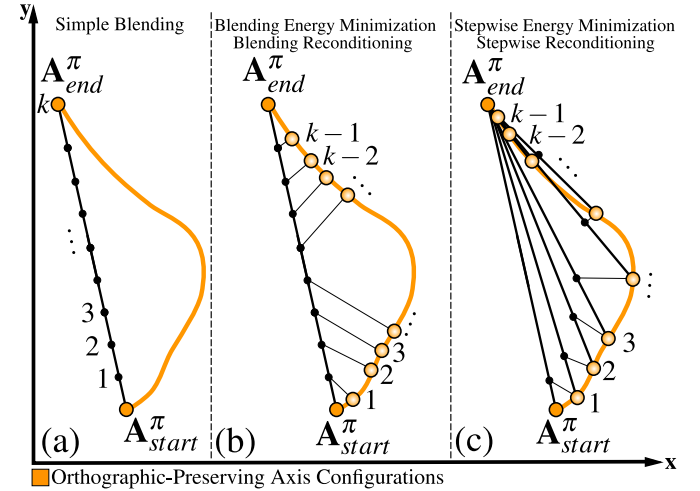 y
Simple Blending
Blending Energy Minimization
Blending Reconditioning
Stepwise Energy Minimization
Stepwise Reconditioning
A^π_end
A^π_end
A^π_end
k
k − 1
k − 2
k − 1
k − 2
3
2
1
3
2
1
3
2
1
A^π_start
A^π_start
A^π_start
(a)
(b)
(c)
x
Orthographic-Preserving Axis Configurations